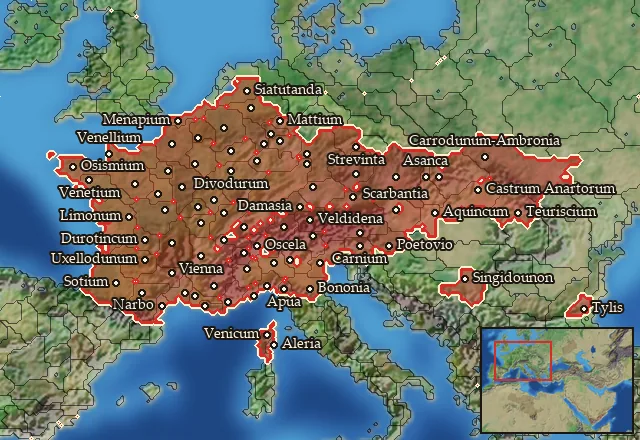 Siatutanda
Menapium
Mattium
Venellium
Carrodunum-Ambronia
Strevinta
Asanca
Osismium
Divodurum
Venetium
Scarbantia
Castrum Anartorum
Damasia
Limonum
Veldidena
Aquincum
Teuriscium
Durotincum
Oscela
Poetovio
Uxellodunum
Carnium
Vienna
Singidounon
Sotium
Bononia
Narbo
Apua
Tylis
Venicum
Aleria